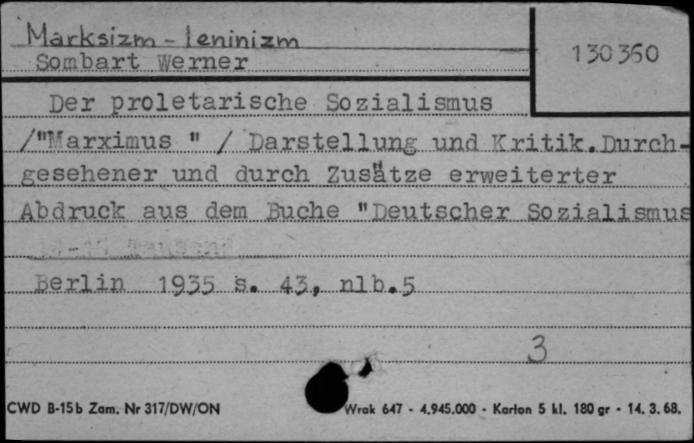 Marksizm - leninizm
Sombart Werner
130360
Der proletarische Sozialismus
/"Marximus " / Darstellung und Kritik.Durch-
gesehener und durch Zusätze erweiterter
Abdruck aus dem Buche "Deutscher Sozialismus
Tausend
Berlin 1935 s. 43, nlb.5
3
CWD B-15b Zam. Nr 317/DW/ON
Wrak 647 - 4.945.000 - Karton 5 kl. 180 gr - 14. 3. 68.